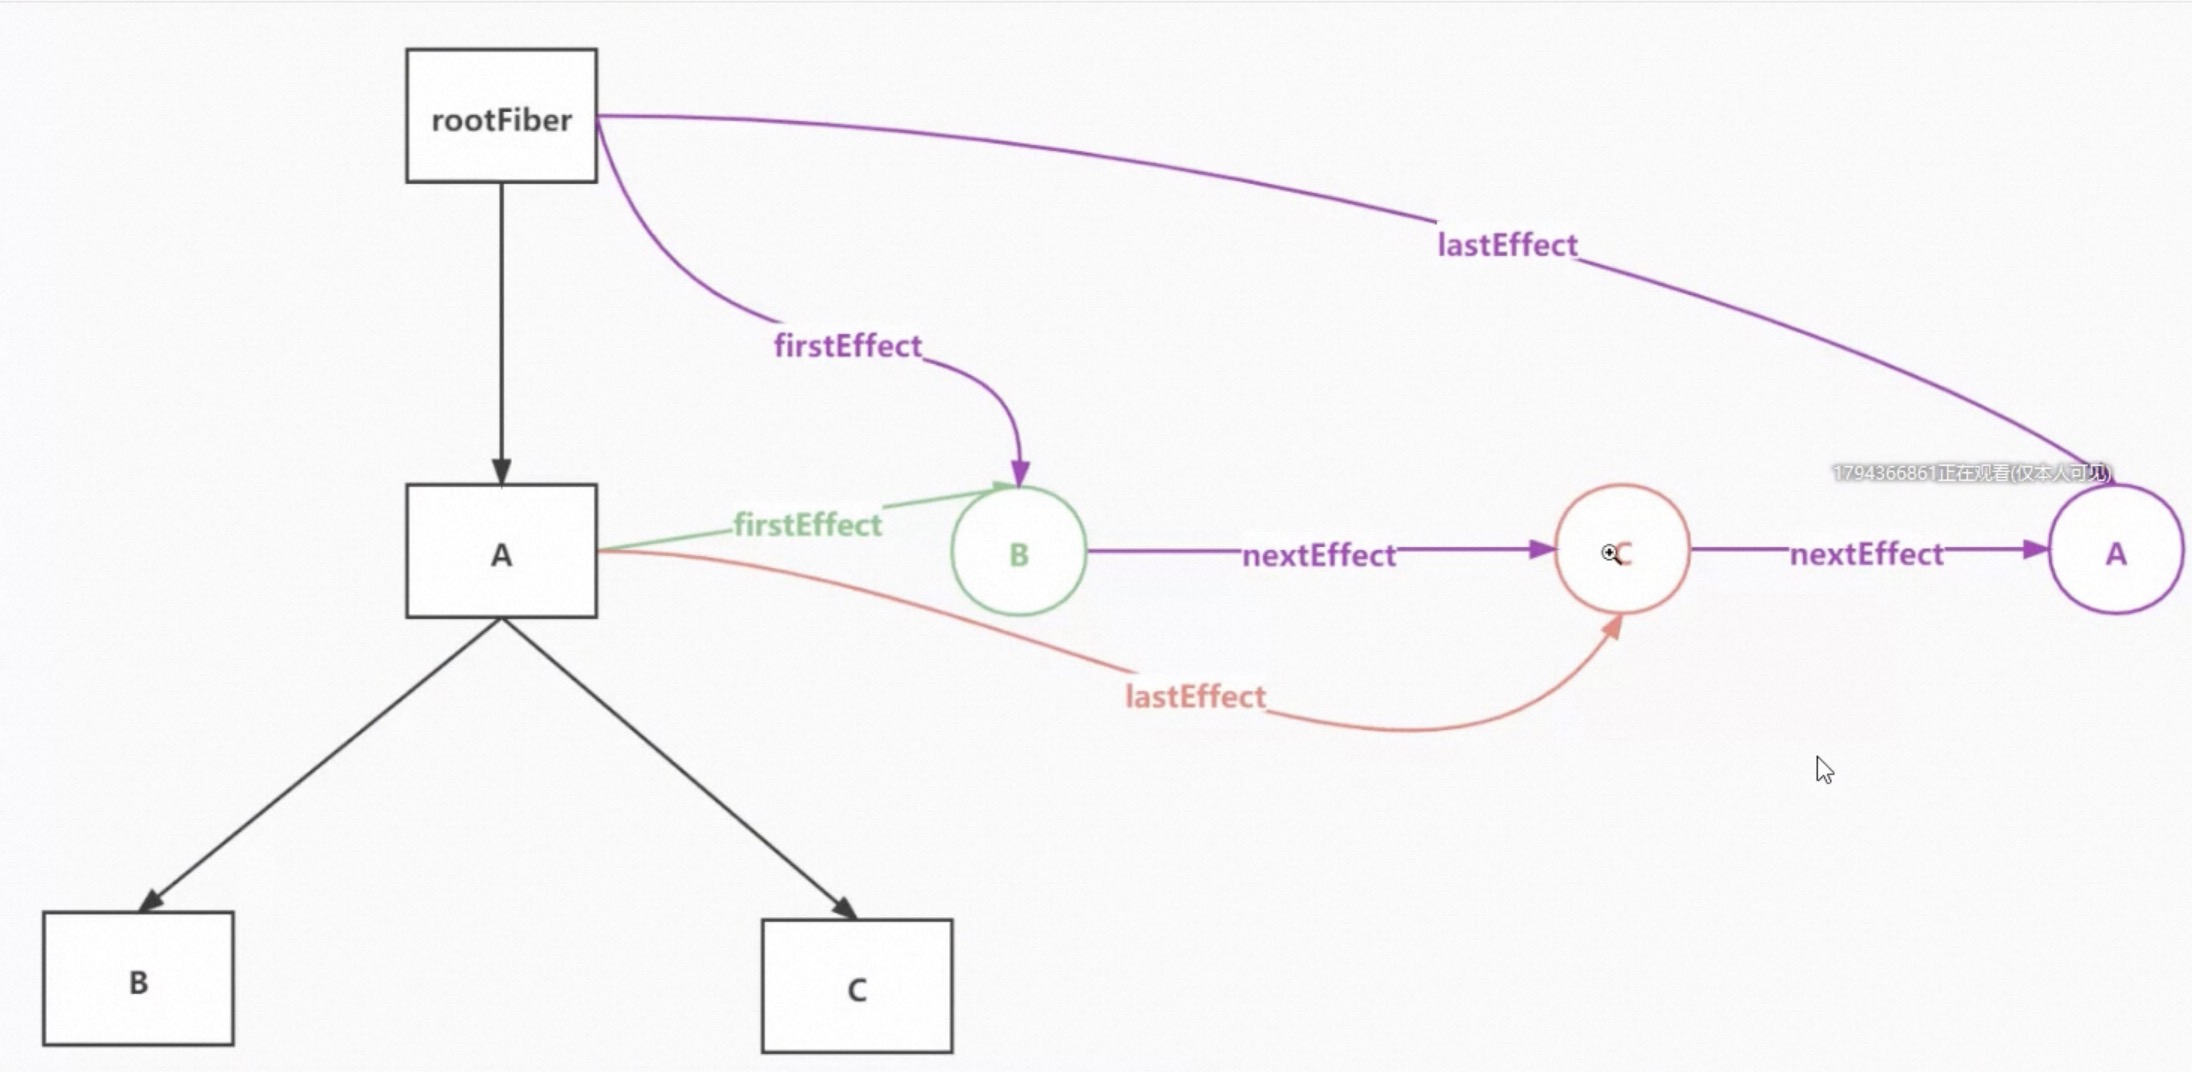 rootFiber
lastEffect
firstEffect
1794366861正在观看(仅本人可见)
firstEffect
A
B
nextEffect
C
nextEffect
A
lastEffect
B
C